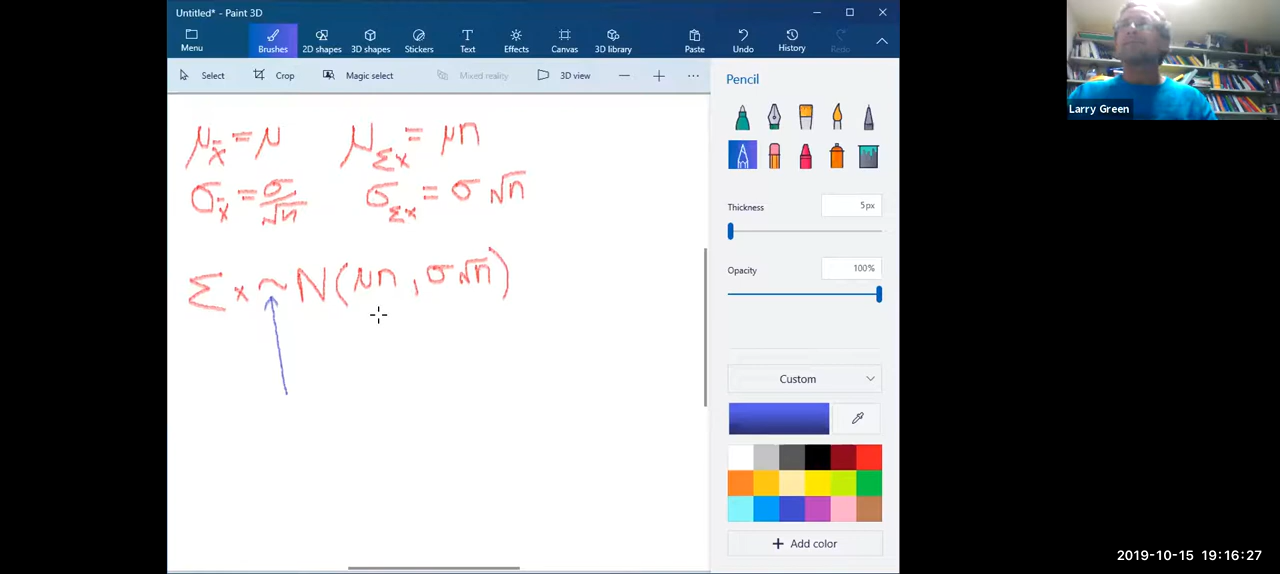 Untitled* - Paint 3D
Menu
Brushes
2D shapes
3D shapes
Stickers
Text
Effects
Canvas
3D library
Paste
Undo
History
Redo
Select
Crop
Magic select
Mixed reality
3D view
Pencil
Thickness
5px
Opacity
100%
Custom
Add color
μx̄ = μ μΣx = μn
σx̄ = σ/√n σΣx = σ√n
Σx ~ N(μn, σ√n)
Larry Green
2019-10-15 19:16:27